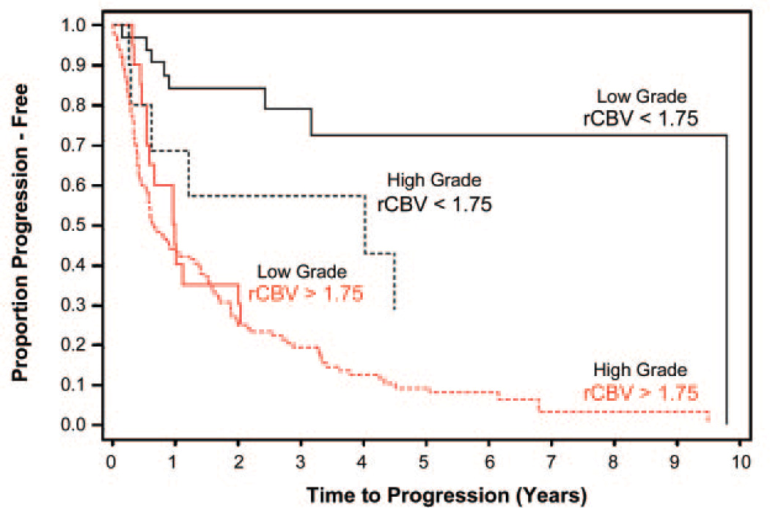 Proportion Progression - Free
1.0
0.9
0.8
0.7
0.6
0.5
0.4
0.3
0.2
0.1
0.0
Low Grade
rCBV < 1.75
High Grade
rCBV < 1.75
Low Grade
rCBV > 1.75
High Grade
rCBV > 1.75
0 1 2 3 4 5 6 7 8 9 10
Time to Progression (Years)